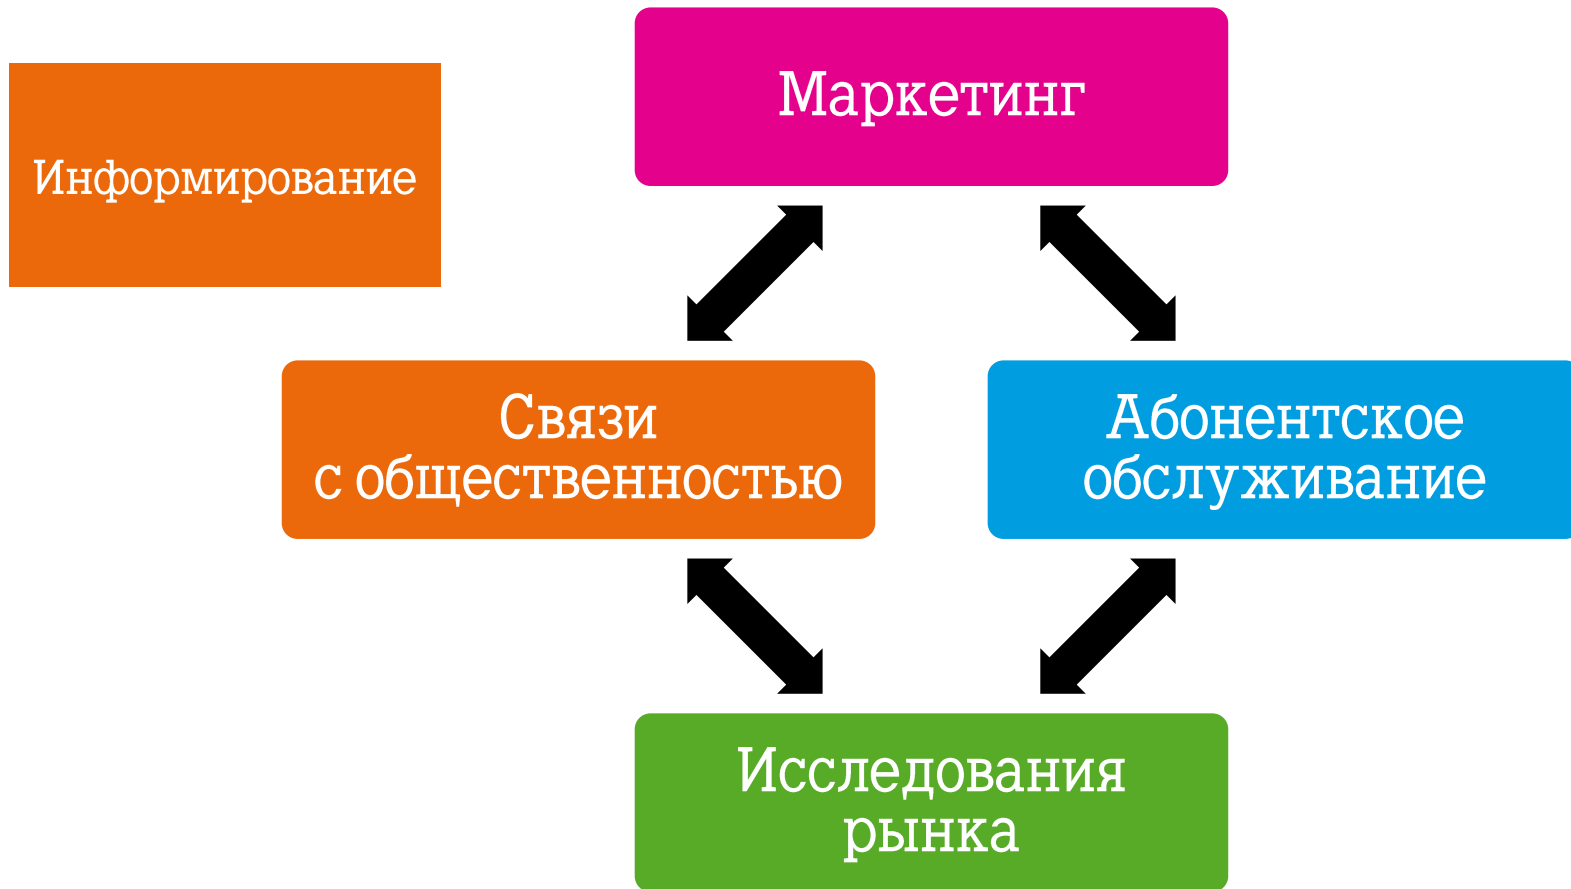 Маркетинг
Информирование
Связи
с общественностью
Абонентское
обслуживание
Исследования
рынка